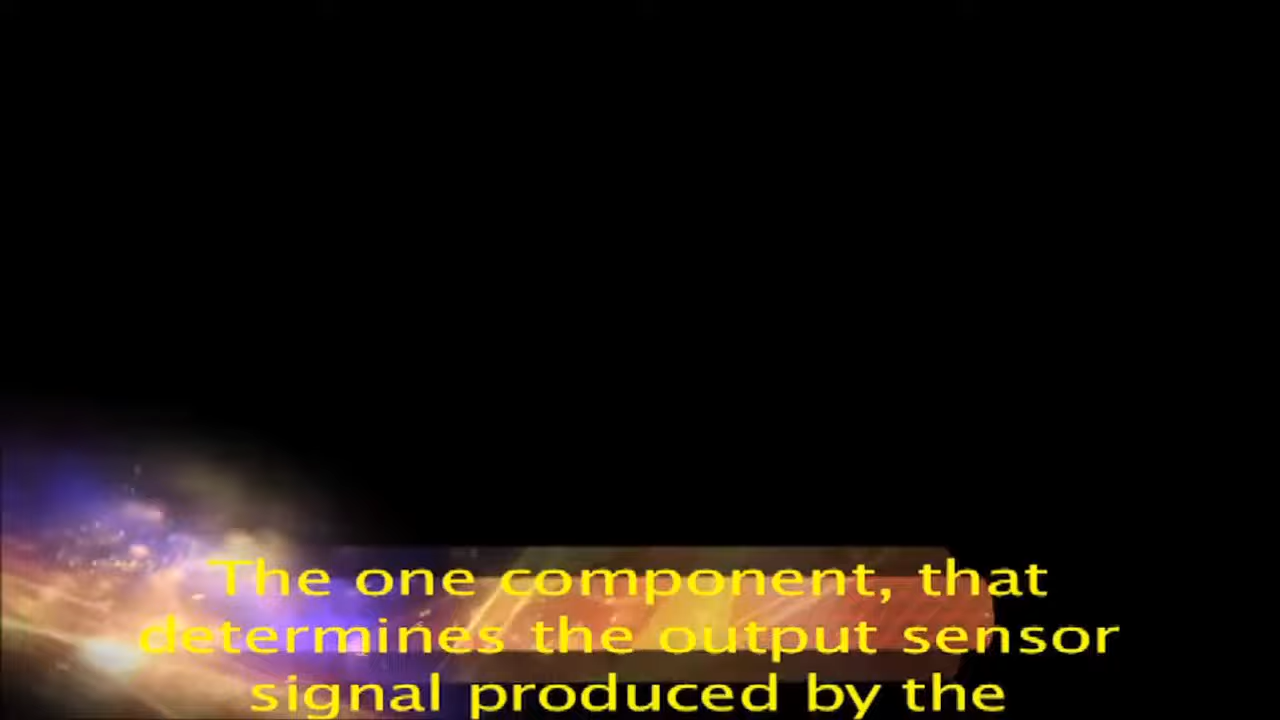 The one component, that
determines the output sensor
signal produced by the